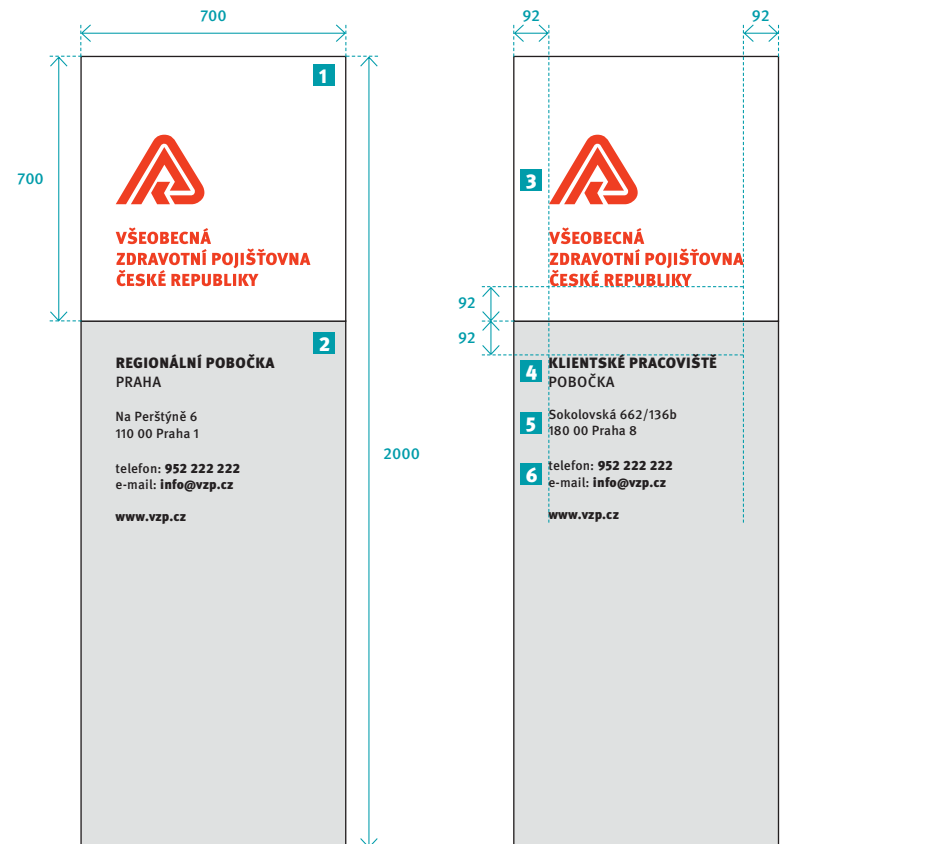 700
92
92
1
700
3
VŠEOBECNÁ
ZDRAVOTNÍ POJIŠŤOVNA
ČESKÉ REPUBLIKY
VŠEOBECNÁ
ZDRAVOTNÍ POJIŠŤOVNA
ČESKÉ REPUBLIKY
92
92
2
REGIONÁLNÍ POBOČKA
PRAHA
Na Perštýně 6
110 00 Praha 1
telefon: 952 222 222
e-mail: info@vzp.cz
www.vzp.cz
2000
4
KLIENTSKÉ PRACOVIŠTĚ
POBOČKA
5
Sokolovská 662/136b
180 00 Praha 8
6
telefon: 952 222 222
e-mail: info@vzp.cz
www.vzp.cz